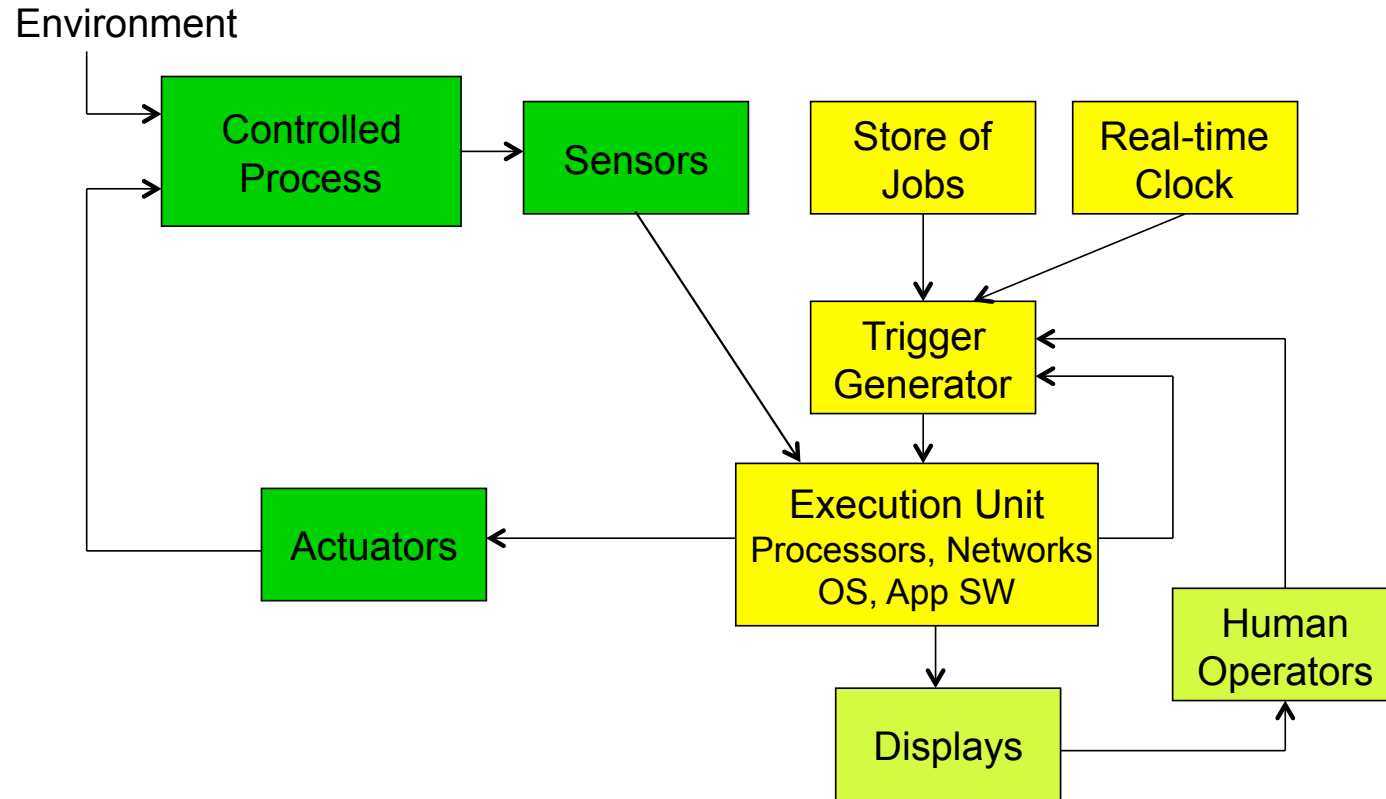 Environment
Controlled
Process
Sensors
Store of
Jobs
Real-time
Clock
Trigger
Generator
Execution Unit
Processors, Networks
OS, App SW
Actuators
Human
Operators
Displays